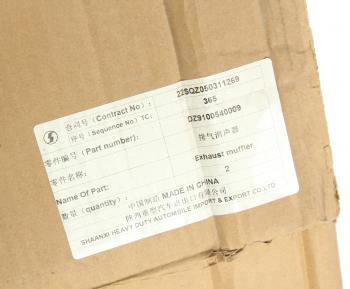 合同号 (Contract No): 22SQZ050311269
序号 (Sequence No) TC: 365
零件编号 (Part number): DZ9100540009
零件名称: 排气消声器
Name Of Part: Exhaust muffler
数量 (quantity): 2
中国制造 MADE IN CHINA
陕西重型汽车进出口有限公司
SHAANXI HEAVY DUTY AUTOMBILE IMPORT & EXPORT CO.LTD